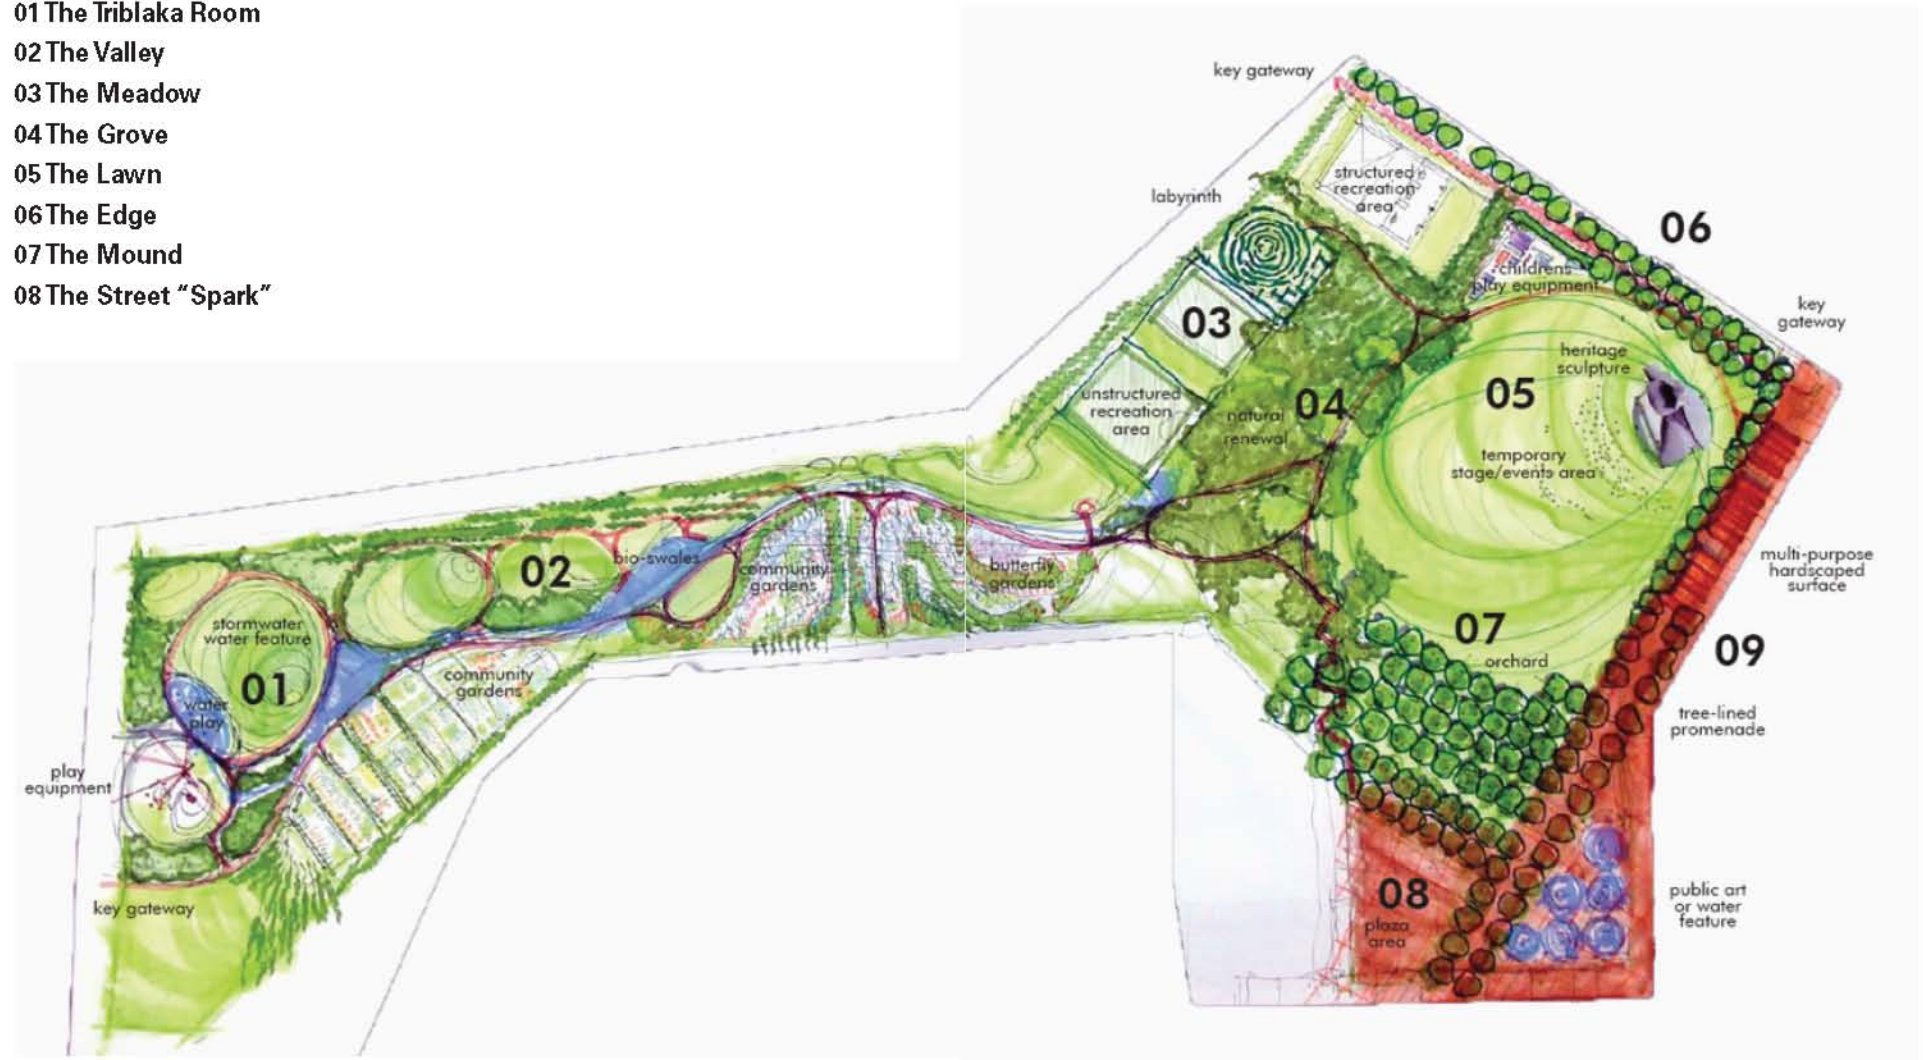 01 The Triblaka Room
02 The Valley
03 The Meadow
04 The Grove
05 The Lawn
06 The Edge
07 The Mound
08 The Street “Spark”
key gateway
structured
recreation
area
labyrinth
06
childrens
play equipment
key
gateway
03
heritage
sculpture
05
unstructured
recreation
area
04
natural
renewal
temporary
stage/events area
multi-purpose
hardscaped
surface
02
bio-swales
community
gardens
butterfly
gardens
stormwater
water feature
07
orchard
09
01
community
gardens
water
play
tree-lined
promenade
play
equipment
08
plaza
area
public art
or water
feature
key gateway